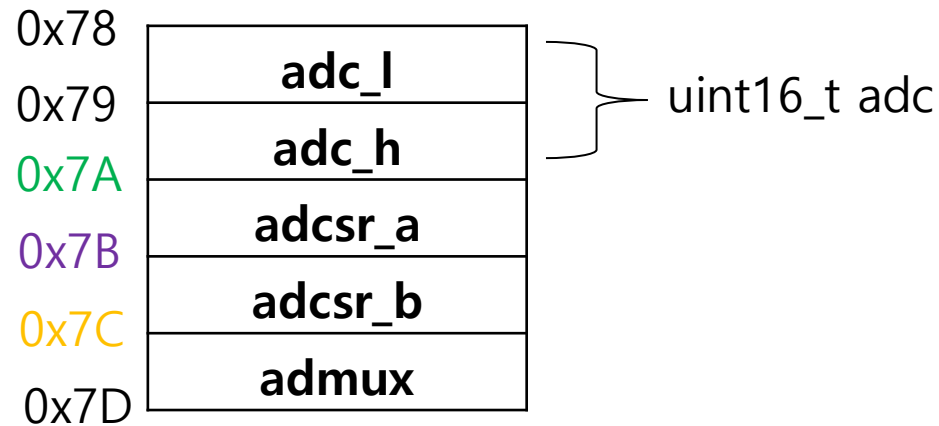 0x78
adc_l
0x79
uint16_t adc
adc_h
0x7A
adcsr_a
0x7B
adcsr_b
0x7C
admux
0x7D